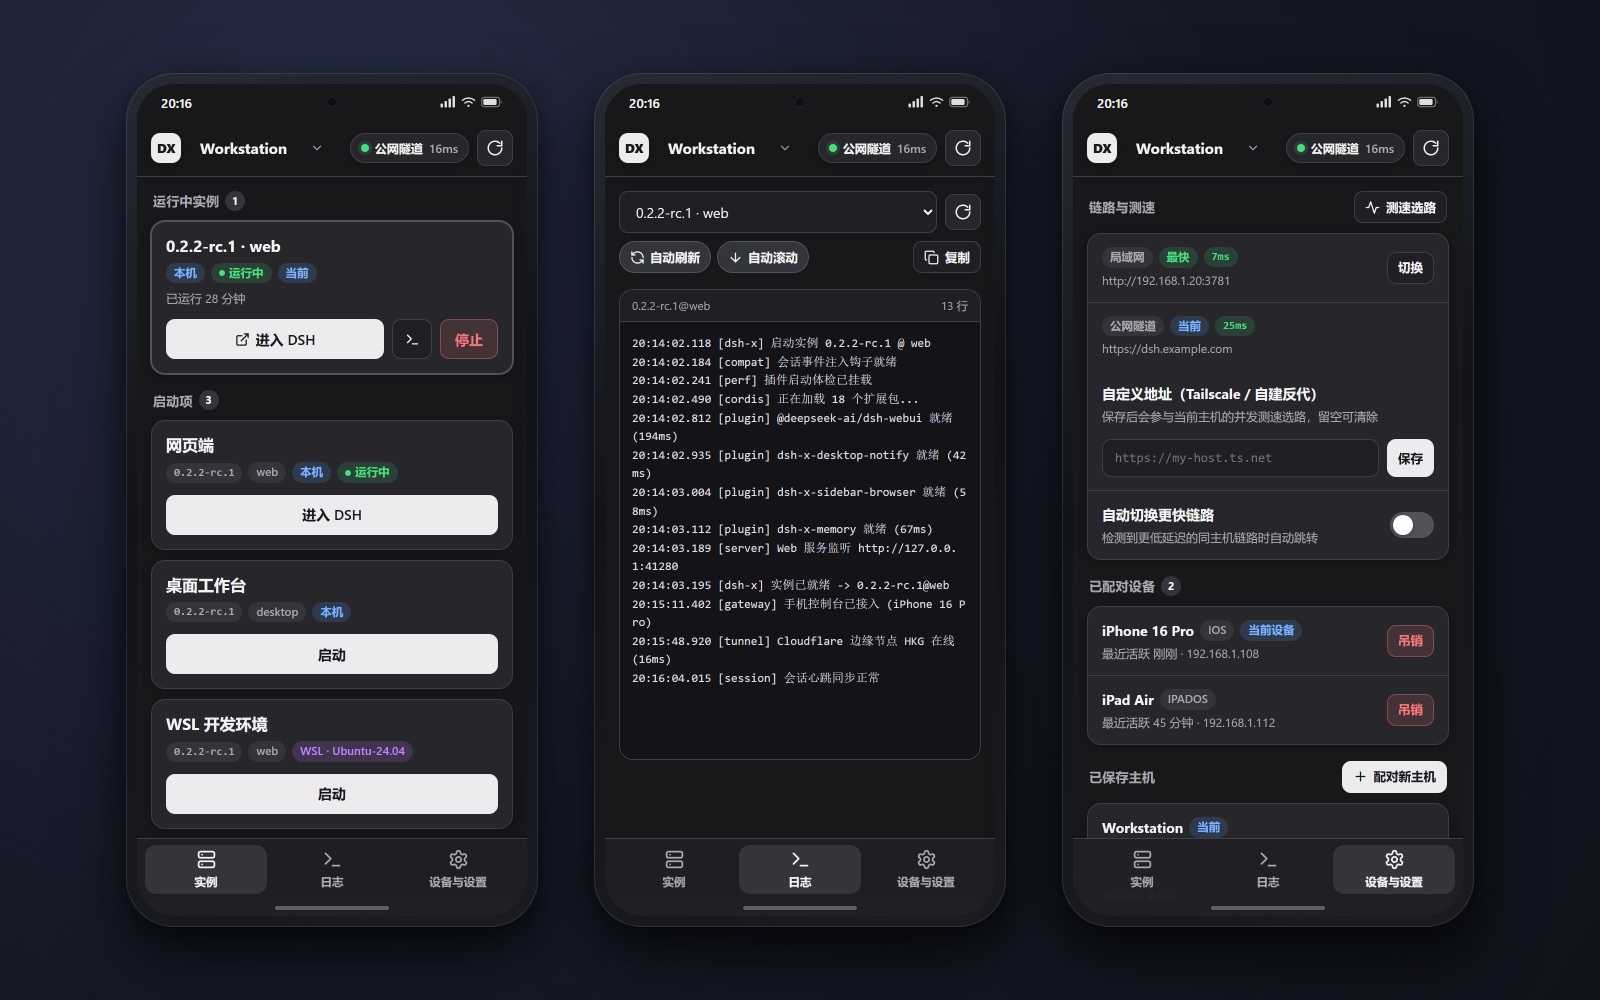 20:16
DX Workstation 公网隧道 16ms
运行中实例 1
0.2.2-rc.1 · web
本机 运行中 当前
已运行 28 分钟
进入 DSH 停止
启动项 3
网页端
0.2.2-rc.1 web 本机 运行中
进入 DSH
桌面工作台
0.2.2-rc.1 desktop 本机
启动
WSL 开发环境
0.2.2-rc.1 web WSL · Ubuntu-24.04
启动
实例 日志 设备与设置
20:16
DX Workstation 公网隧道 16ms
0.2.2-rc.1 · web
自动刷新 自动滚动 复制
0.2.2-rc.1@web 13 行
20:14:02.118 [dsh-x] 启动实例 0.2.2-rc.1 @ web
20:14:02.184 [compat] 会话事件注入钩子就绪
20:14:02.241 [perf] 插件启动体检已挂载
20:14:02.490 [cordis] 正在加载 18 个扩展包...
20:14:02.812 [plugin] @deepseek-ai/dsh-webui 就绪
(194ms)
20:14:02.935 [plugin] dsh-x-desktop-notify 就绪 (42
ms)
20:14:03.004 [plugin] dsh-x-sidebar-browser 就绪 (5
8ms)
20:14:03.112 [plugin] dsh-x-memory 就绪 (67ms)
20:14:03.189 [server] Web 服务监听 http://127.0.0.
1:41280
20:14:03.195 [dsh-x] 实例已就绪 -> 0.2.2-rc.1@web
20:15:11.402 [gateway] 手机控制台已接入 (iPhone 16 P
ro)
20:15:48.920 [tunnel] Cloudflare 边缘节点 HKG 在线
(16ms)
20:16:04.015 [session] 会话心跳同步正常
实例 日志 设备与设置
20:16
DX Workstation 公网隧道 16ms
链路与测速 测速选路
局域网 最快 7ms
http://192.168.1.20:3781
切换
公网隧道 当前 25ms
https://dsh.example.com
自定义地址（Tailscale / 自建反代）
保存后会参与当前主机的并发测速选路，留空可清除
https://my-host.ts.net 保存
自动切换更快链路
检测到更低延迟的同主机链路时自动跳转
已配对设备 2
iPhone 16 Pro IOS 当前设备
最近活跃 刚刚 · 192.168.1.108
吊销
iPad Air IPADOS
最近活跃 45 分钟 · 192.168.1.112
吊销
已保存主机 配对新主机
Workstation 当前
实例 日志 设备与设置